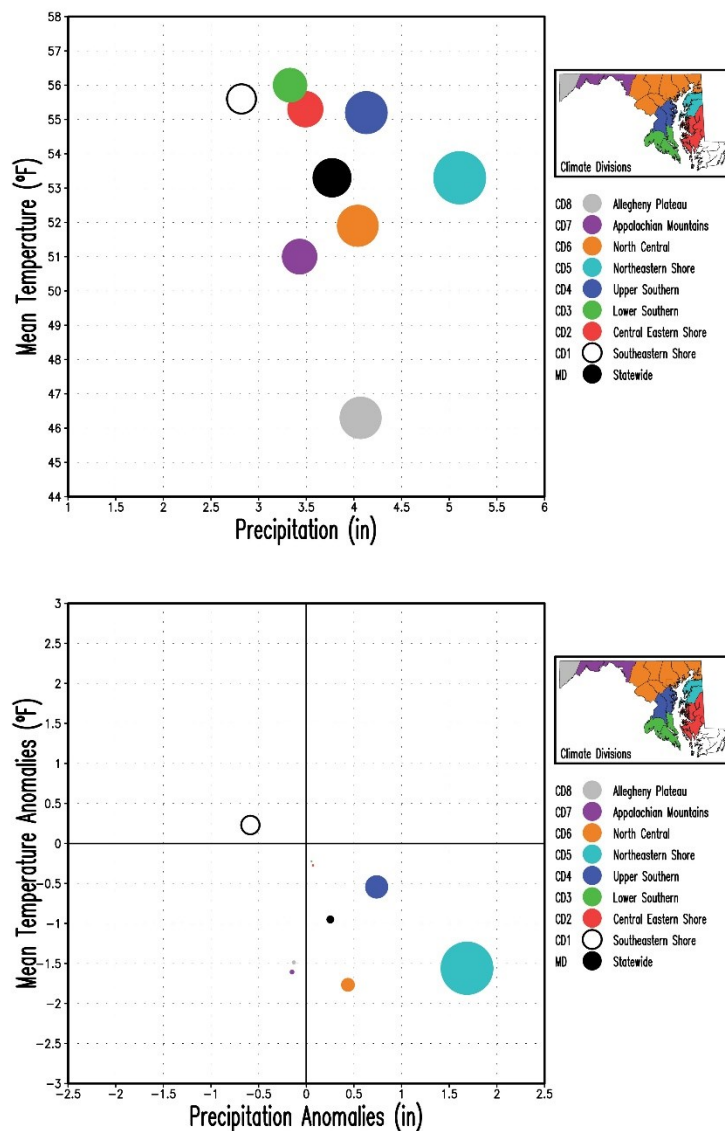 58
57
56
55
54
53
52
51
50
49
48
47
46
45
44
Mean Temperature (ºF)
1 1.5 2 2.5 3 3.5 4 4.5 5 5.5 6
Precipitation (in)
Climate Divisions
CD8 Allegheny Plateau
CD7 Appalachian Mountains
CD6 North Central
CD5 Northeastern Shore
CD4 Upper Southern
CD3 Lower Southern
CD2 Central Eastern Shore
CD1 Southeastern Shore
MD Statewide
3
2.5
2
1.5
1
0.5
0
-0.5
-1
-1.5
-2
-2.5
-3
Mean Temperature Anomalies (ºF)
-2.5 -2 -1.5 -1 -0.5 0 0.5 1 1.5 2 2.5
Precipitation Anomalies (in)
Climate Divisions
CD8 Allegheny Plateau
CD7 Appalachian Mountains
CD6 North Central
CD5 Northeastern Shore
CD4 Upper Southern
CD3 Lower Southern
CD2 Central Eastern Shore
CD1 Southeastern Shore
MD Statewide